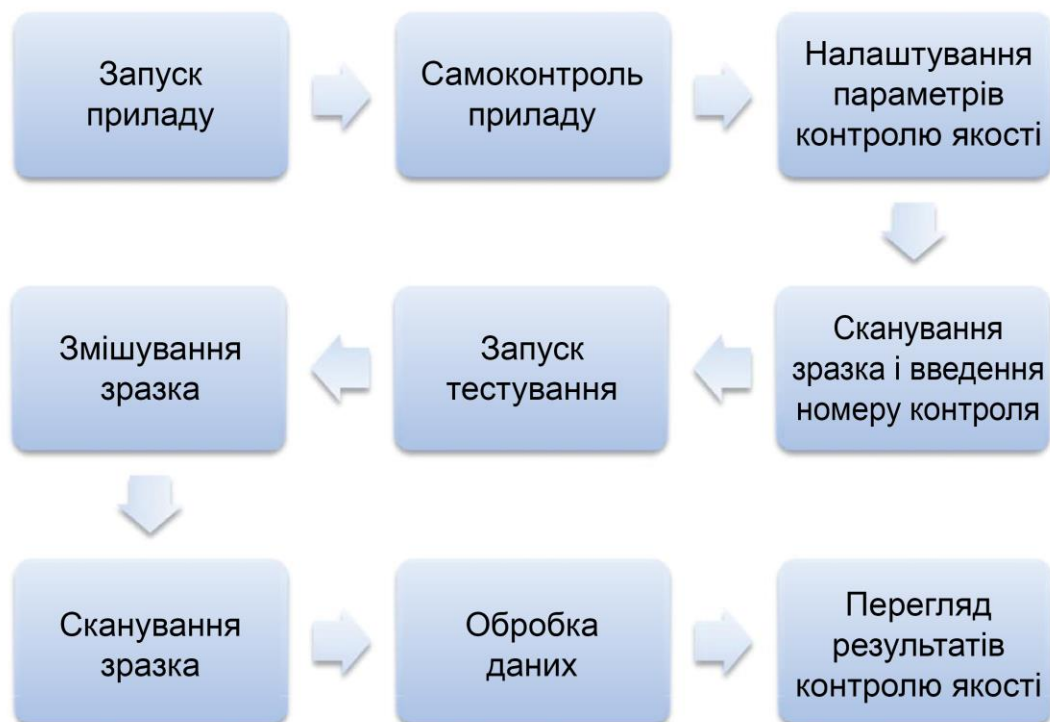 Запуск
приладу
Самоконтроль
приладу
Налаштування
параметрів
контролю якості
Сканування
зразка і введення
номеру контроля
Запуск
тестування
Змішування
зразка
Сканування
зразка
Обробка
даних
Перегляд
результатів
контролю якості